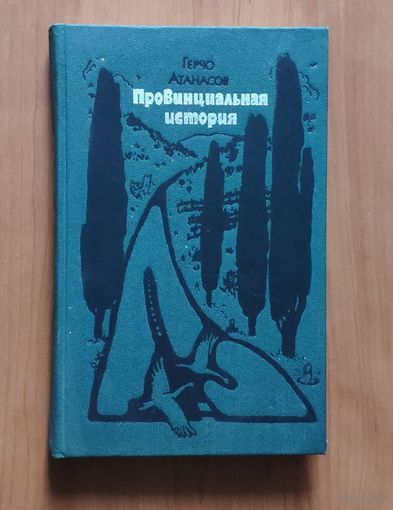 Герчо
Атанасов
Провинциальная
история